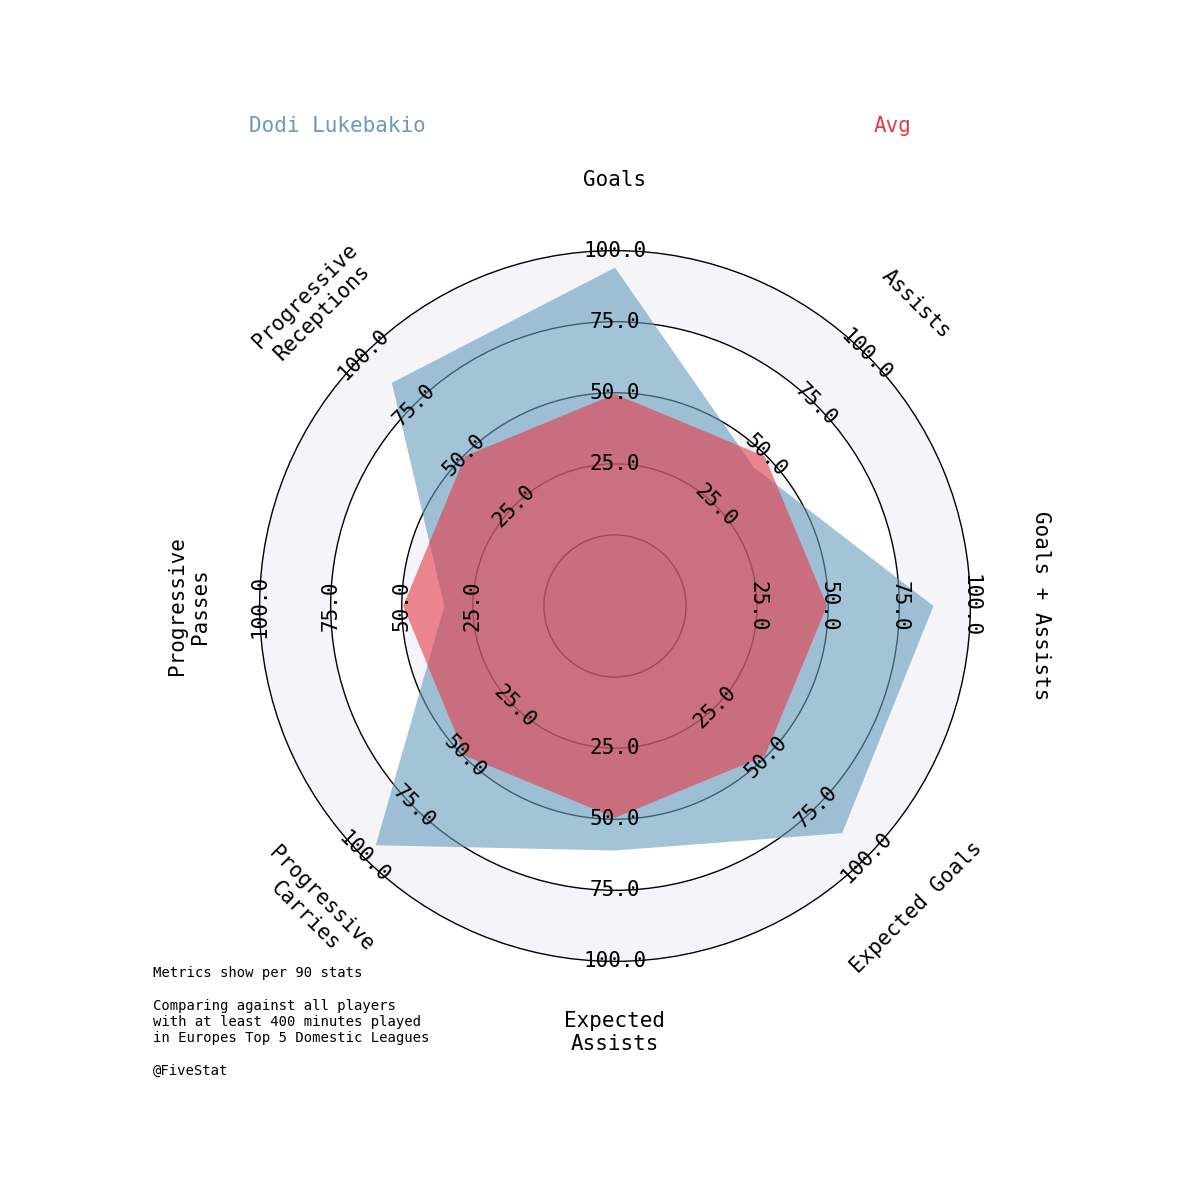 Dodi Lukebakio
Avg
Goals
Assists
Goals + Assists
Expected Goals
Expected
Assists
Progressive
Carries
Progressive
Passes
Progressive
Receptions
25.0
50.0
75.0
100.0
25.0
50.0
75.0
100.0
25.0
50.0
75.0
100.0
25.0
50.0
75.0
100.0
25.0
50.0
75.0
100.0
25.0
50.0
75.0
100.0
25.0
50.0
75.0
100.0
25.0
50.0
75.0
100.0
Metrics show per 90 stats
Comparing against all players
with at least 400 minutes played
in Europes Top 5 Domestic Leagues
@FiveStat